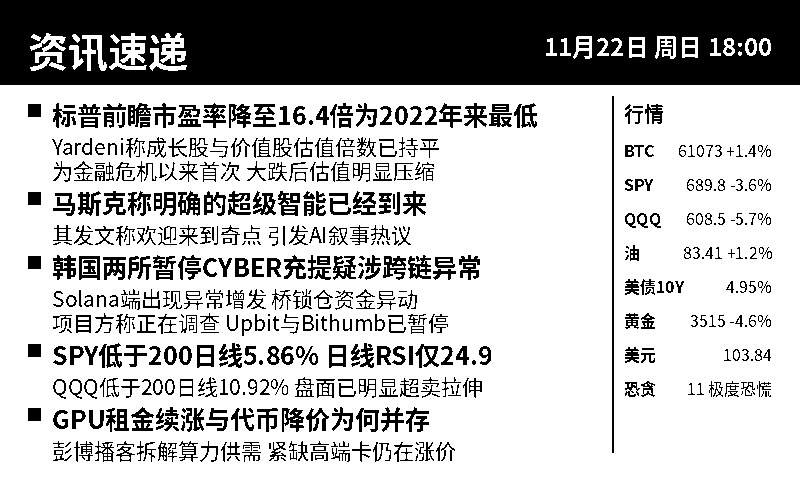 资讯速递
11月22日 周日 18:00
标普前瞻市盈率降至16.4倍为2022年来最低
Yardeni称成长股与价值股估值倍数已持平
为金融危机以来首次 大跌后估值明显压缩
马斯克称明确的超级智能已经到来
其发文称欢迎来到奇点 引发AI叙事热议
韩国两所暂停CYBER充提疑涉跨链异常
Solana端出现异常增发 桥锁仓资金异动
项目方称正在调查 Upbit与Bithumb已暂停
SPY低于200日线5.86% 日线RSI仅24.9
QQQ低于200日线10.92% 盘面已明显超卖拉伸
GPU租金续涨与代币降价为何并存
彭博播客拆解算力供需 紧缺高端卡仍在涨价
行情
BTC 61073 +1.4%
SPY 689.8 -3.6%
QQQ 608.5 -5.7%
油 83.41 +1.2%
美债10Y 4.95%
黄金 3515 -4.6%
美元 103.84
恐贪 11 极度恐慌